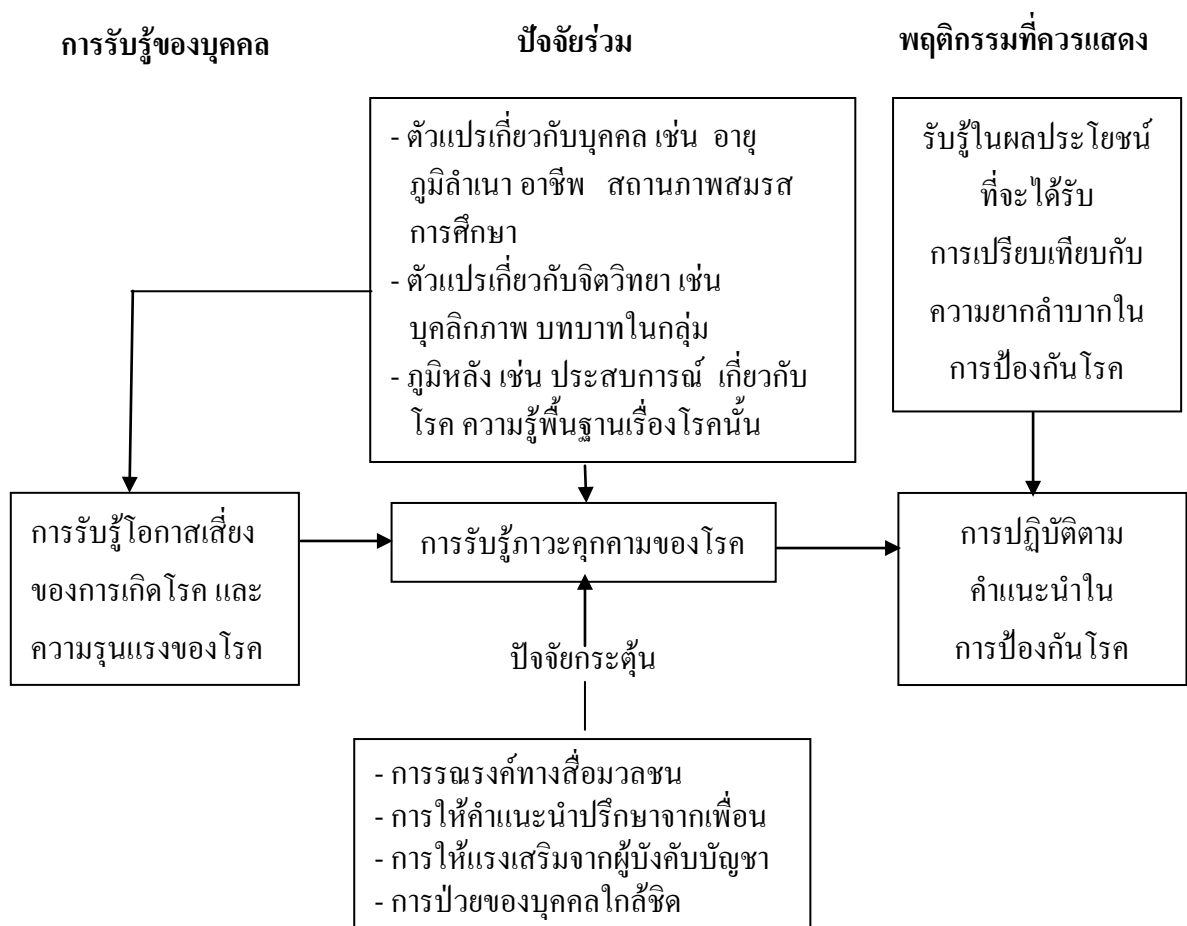 การรับรู้ของบุคคล
ปัจจัยร่วม
พฤติกรรมที่ควรแสดง
- ตัวแปรเกี่ยวกับบุคคล เช่น อายุ
ภูมิลำเนา อาชีพ สถานภาพสมรส
การศึกษา
- ตัวแปรเกี่ยวกับจิตวิทยา เช่น
บุคลิกภาพ บทบาทในกลุ่ม
- ภูมิหลัง เช่น ประสบการณ์ เกี่ยวกับ
โรค ความรู้พื้นฐานเรื่องโรคนั้น
รับรู้ในผลประโยชน์
ที่จะได้รับ
การเปรียบเทียบกับ
ความยากลำบากใน
การป้องกันโรค
การรับรู้โอกาสเสี่ยง
ของการเกิดโรค และ
ความรุนแรงของโรค
การรับรู้ภาวะคุกคามของโรค
การปฏิบัติตาม
คำแนะนำใน
การป้องกันโรค
ปัจจัยกระตุ้น
- การรณรงค์ทางสื่อมวลชน
- การให้คำแนะนำปรึกษาจากเพื่อน
- การให้แรงเสริมจากผู้บังคับบัญชา
- การป่วยของบุคคลใกล้ชิด